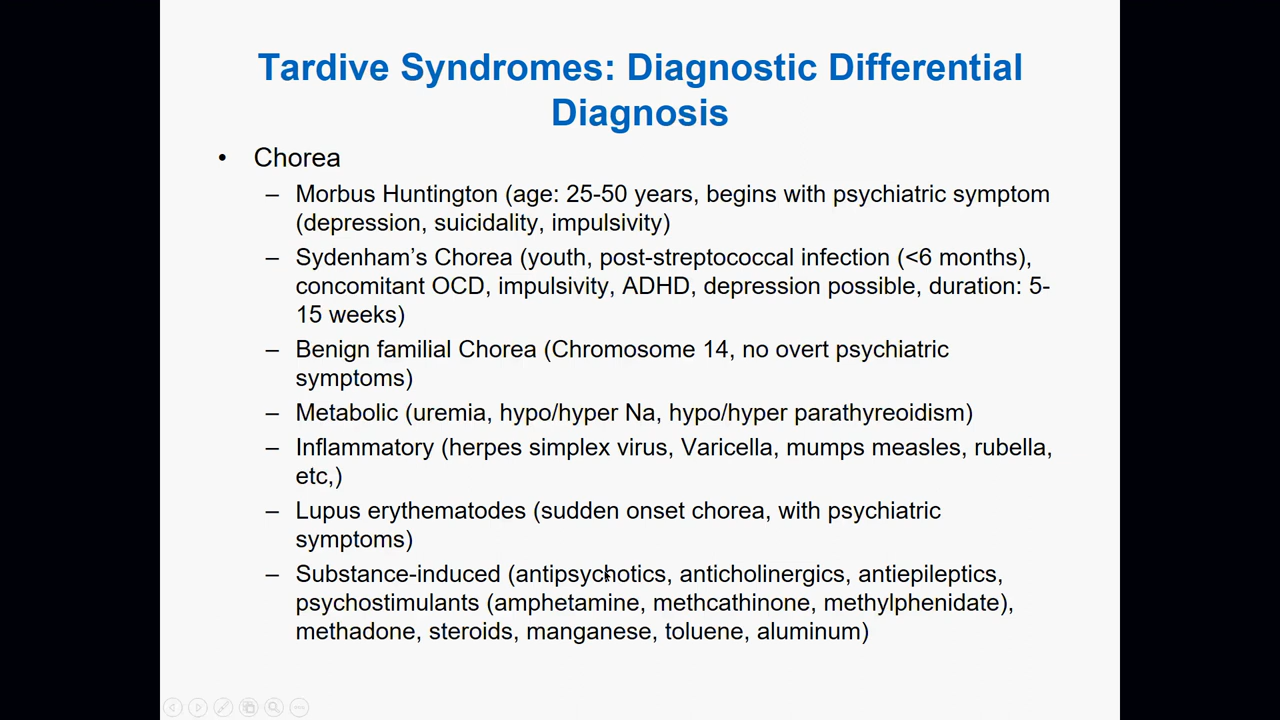 Tardive Syndromes: Diagnostic Differential
Diagnosis
• Chorea
– Morbus Huntington (age: 25-50 years, begins with psychiatric symptom
(depression, suicidality, impulsivity)
– Sydenham’s Chorea (youth, post-streptococcal infection (<6 months),
concomitant OCD, impulsivity, ADHD, depression possible, duration: 5-
15 weeks)
– Benign familial Chorea (Chromosome 14, no overt psychiatric
symptoms)
– Metabolic (uremia, hypo/hyper Na, hypo/hyper parathyreoidism)
– Inflammatory (herpes simplex virus, Varicella, mumps measles, rubella,
etc,)
– Lupus erythematodes (sudden onset chorea, with psychiatric
symptoms)
– Substance-induced (antipsychotics, anticholinergics, antiepileptics,
psychostimulants (amphetamine, methcathinone, methylphenidate),
methadone, steroids, manganese, toluene, aluminum)